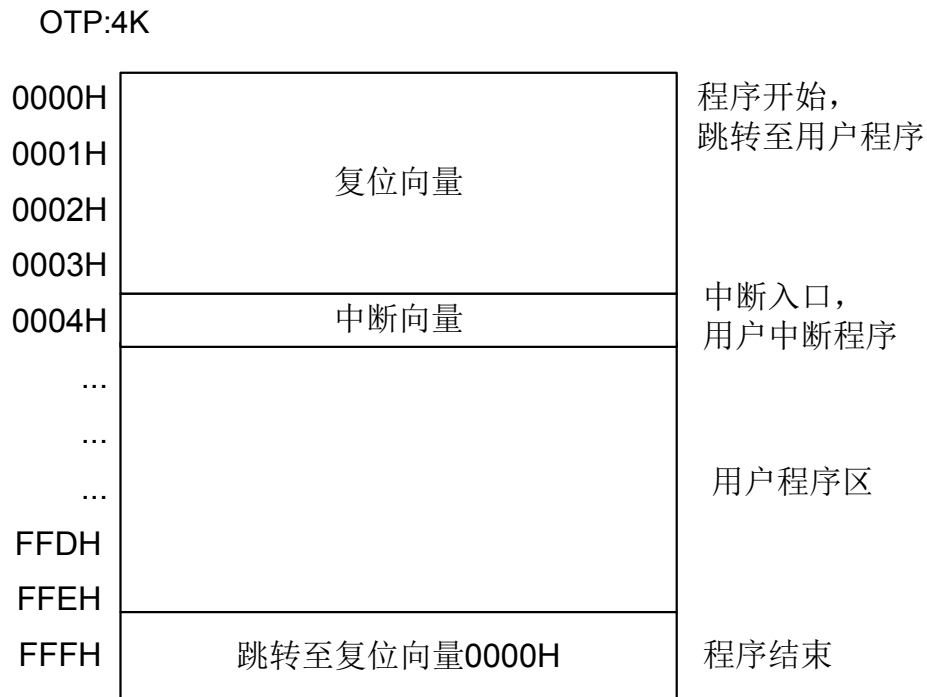 OTP:4K
0000H
程序开始，
跳转至用户程序
0001H
复位向量
0002H
0003H
中断入口，
用户中断程序
0004H
中断向量
...
...
...
用户程序区
FFDH
FFEH
FFFH
跳转至复位向量0000H
程序结束